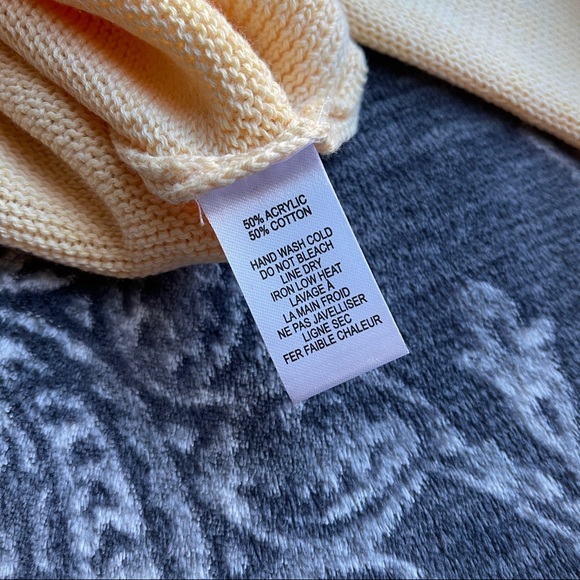 50% ACRYLIC
50% COTTON
HAND WASH COLD
DO NOT BLEACH
LINE DRY
IRON LOW HEAT
LAVAGE À
LA MAIN FROID
NE PAS JAVELLISER
LIGNE SEC
FER FAIBLE CHALEUR